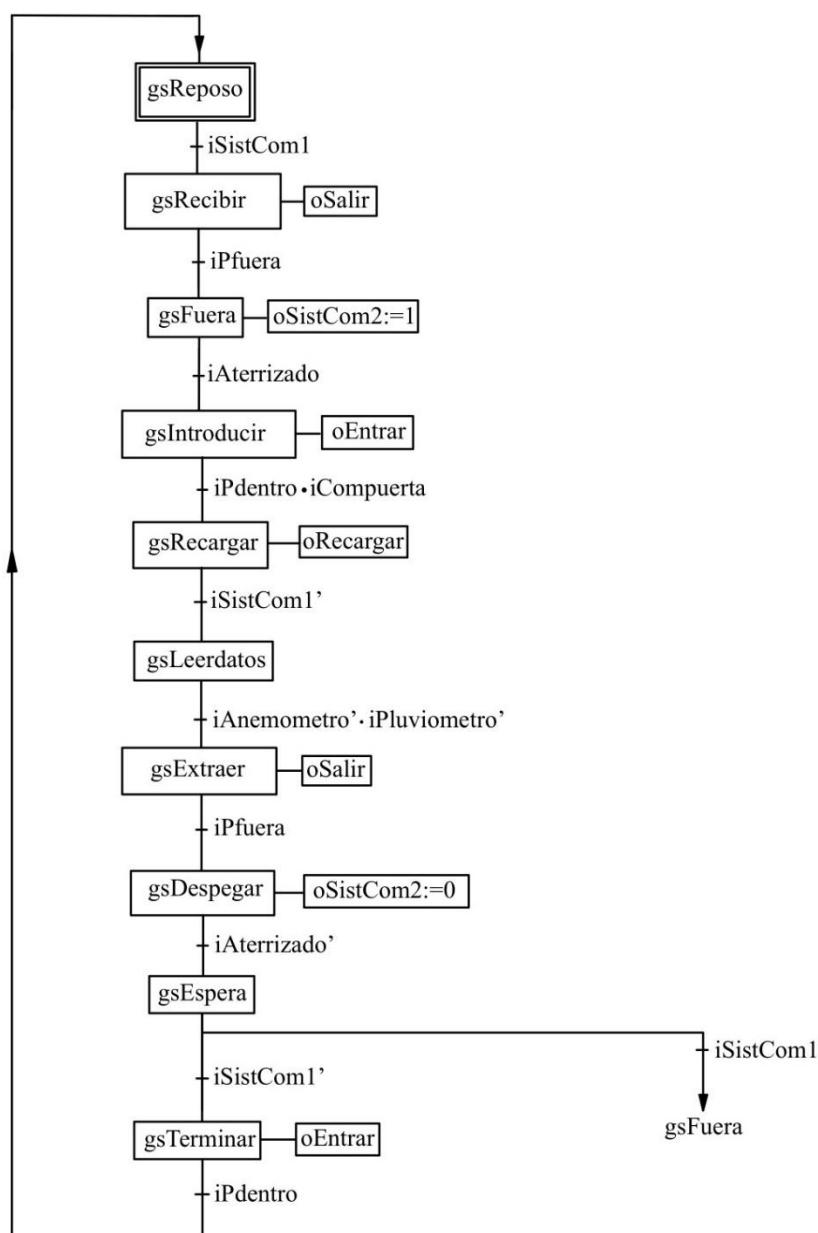 gsReposo
iSistCom1
gsRecibir oSalir
iPfuera
gsFuera oSistCom2:=1
iAterrizado
gsIntroducir oEntrar
iPdentro·iCompuerta
gsRecargar oRecargar
iSistCom1’
gsLeerdatos
iAnemometro’·iPluviometro’
gsExtraer oSalir
iPfuera
gsDespegar oSistCom2:=0
iAterrizado’
gsEspera
iSistCom1
iSistCom1’
gsFuera
gsTerminar oEntrar
iPdentro